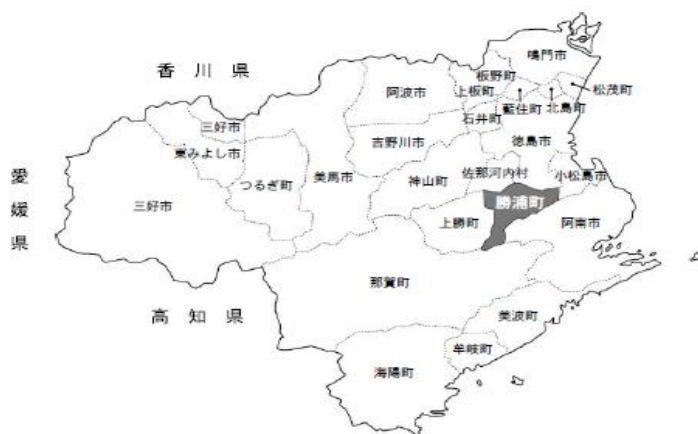 鳴門市
香川県
板野町
松茂町
阿波市
上板町
藍住町
北島町
石井町
三好市
吉野川市
徳島市
東みよし市
愛媛県
つるぎ町
美馬市
神山町
佐那河内村
小松島市
三好市
勝浦町
上勝町
阿南市
那賀町
高知県
美波町
牟岐町
海陽町